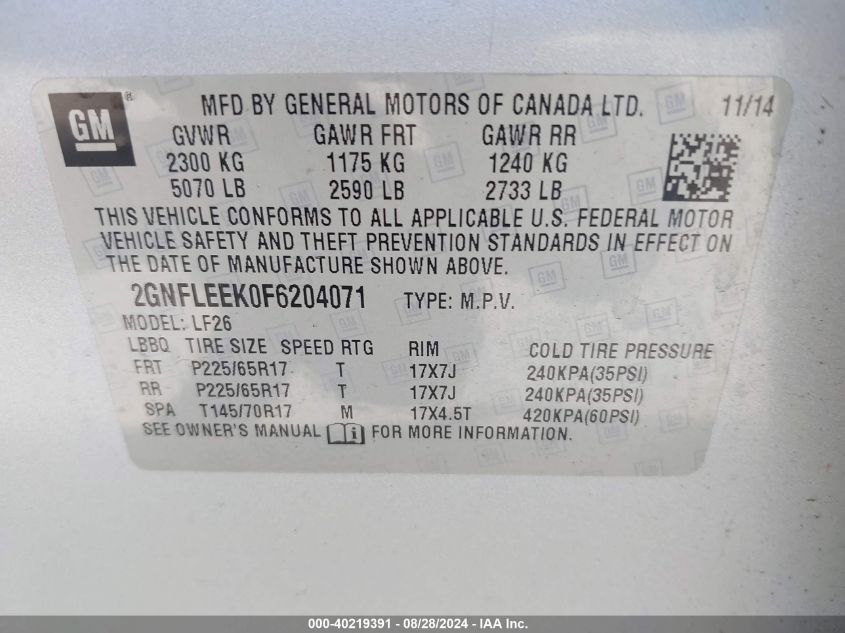 GM ® MFD BY GENERAL MOTORS OF CANADA LTD. 11/14
GVWR GAWR FRT GAWR RR
2300 KG 1175 KG 1240 KG
5070 LB 2590 LB 2733 LB
THIS VEHICLE CONFORMS TO ALL APPLICABLE U.S. FEDERAL MOTOR
VEHICLE SAFETY AND THEFT PREVENTION STANDARDS IN EFFECT ON
THE DATE OF MANUFACTURE SHOWN ABOVE.
2GNFLEEK0F6204071 TYPE: M.P.V.
MODEL: LF26
LBBQ TIRE SIZE SPEED RTG RIM COLD TIRE PRESSURE
FRT P225/65R17 T 17X7J 240KPA(35PSI)
RR P225/65R17 T 17X7J 240KPA(35PSI)
SPA T145/70R17 M 17X4.5T 420KPA(60PSI)
SEE OWNER'S MANUAL i FOR MORE INFORMATION.
000-40219391 - 08/28/2024 - IAA Inc.